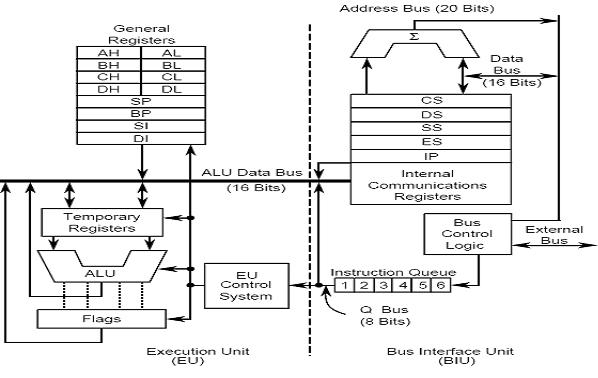 Address Bus (20 Bits)
General
Registers
AH AL
BH BL
CH CL
DH DL
SP
BP
SI
DI
Σ
Data
Bus
(16 Bits)
CS
DS
SS
ES
IP
Internal
Communications
Registers
ALU Data Bus
(16 Bits)
Temporary
Registers
ALU
Flags
EU
Control
System
Bus
Control
Logic
External
Bus
Instruction Queue
1 2 3 4 5 6
Q Bus
(8 Bits)
Execution Unit
(EU)
Bus Interface Unit
(BIU)